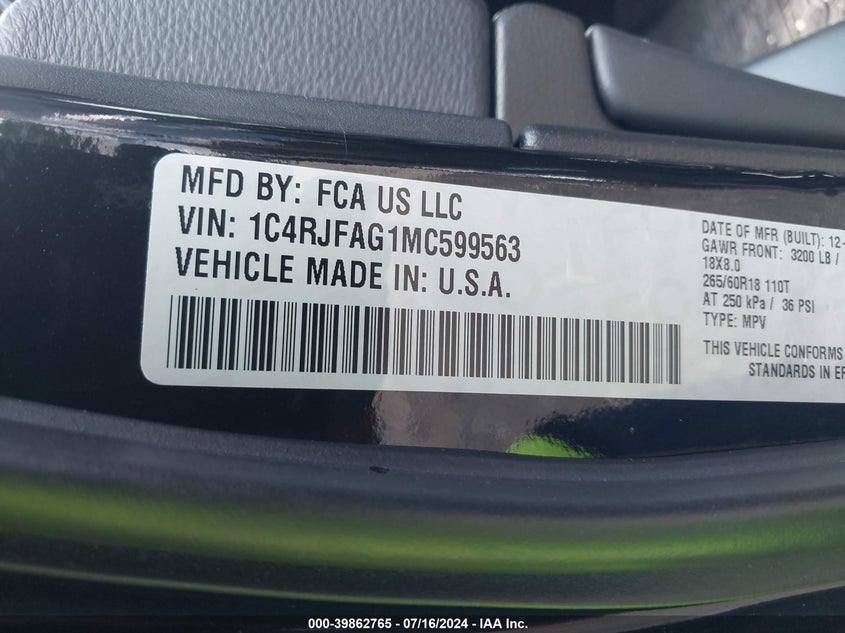 MFD BY: FCA US LLC
VIN: 1C4RJFAG1MC599563
VEHICLE MADE IN: U.S.A.
DATE OF MFR (BUILT): 12-
GAWR FRONT: 3200 LB /
18X8.0
265/60R18 110T
AT 250 kPa / 36 PSI
TYPE: MPV
THIS VEHICLE CONFORMS
STANDARDS IN EF
000-39862765 - 07/16/2024 - IAA Inc.